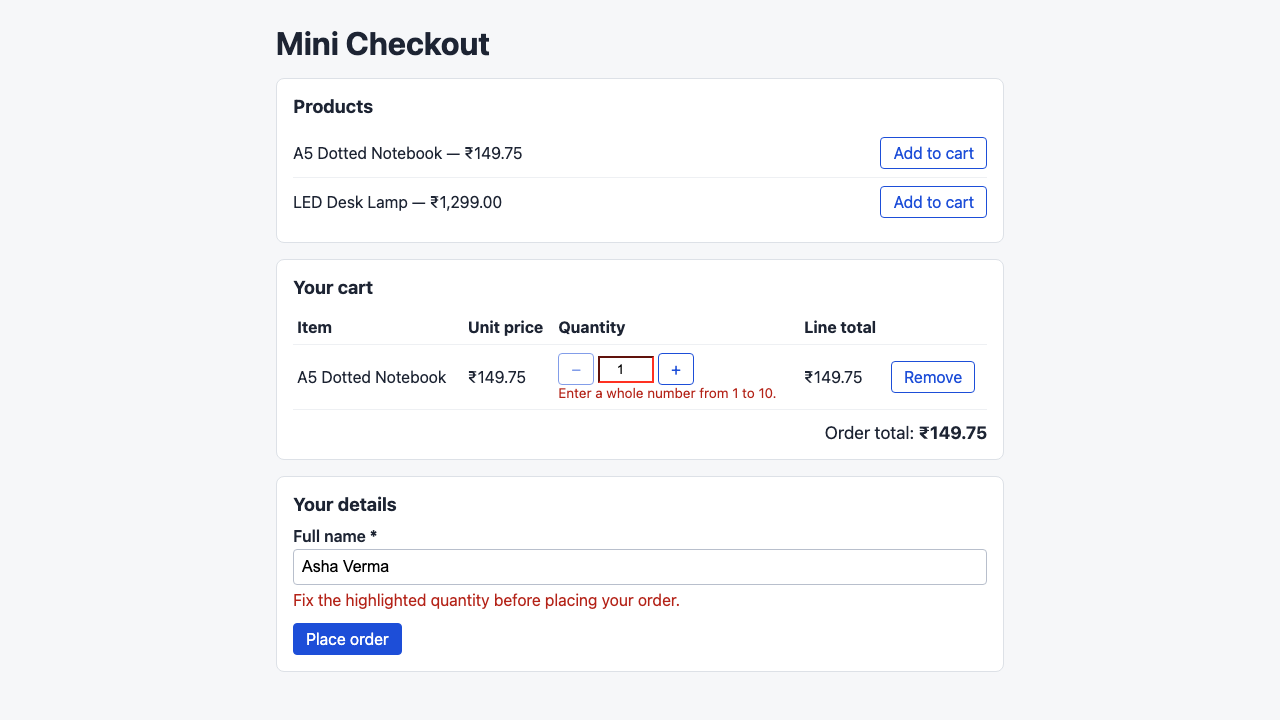 Mini Checkout
Products
A5 Dotted Notebook — ₹149.75 Add to cart
LED Desk Lamp — ₹1,299.00 Add to cart
Your cart
Item Unit price Quantity Line total
A5 Dotted Notebook ₹149.75 − 1 + ₹149.75 Remove
Enter a whole number from 1 to 10.
Order total: ₹149.75
Your details
Full name *
Asha Verma
Fix the highlighted quantity before placing your order.
Place order